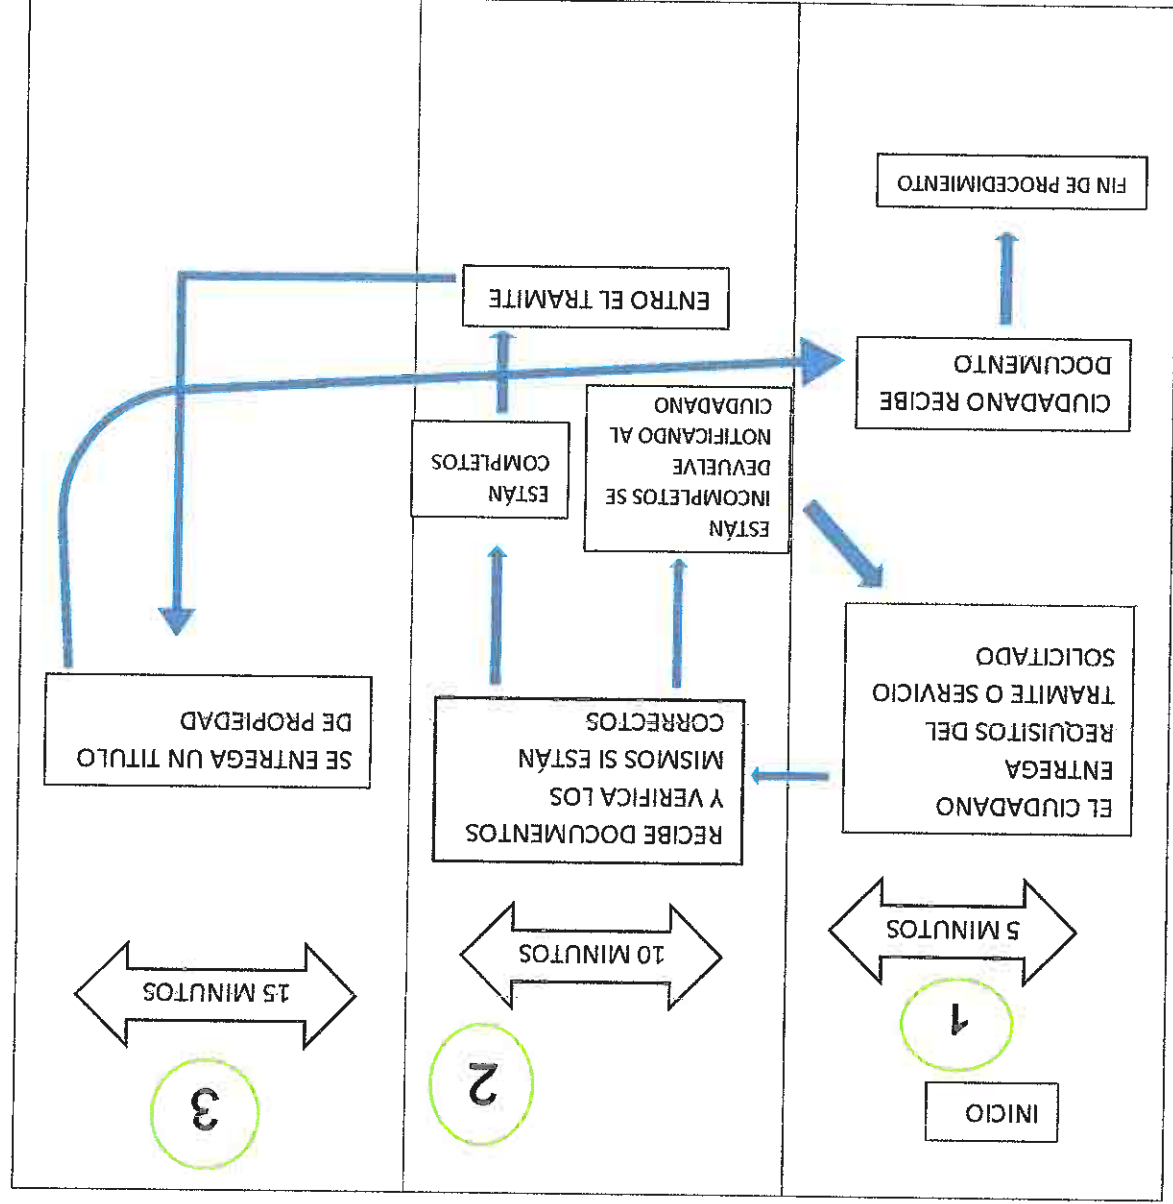 INICIO
1
5 MINUTOS
EL CIUDADANO
ENTREGA
REQUISITOS DEL
TRAMITE O SERVICIO
SOLICITADO
CIUDADANO RECIBE
DOCUMENTO
FIN DE PROCEDIMIENTO
2
10 MINUTOS
RECIBE DOCUMENTOS
Y VERIFICA LOS
MISMOS SI ESTÁN
CORRECTOS
ESTÁN
INCOMPLETOS SE
DEVUELVE
NOTIFICANDO AL
CIUDADANO
ESTÁN
COMPLETOS
ENTRO EL TRAMITE
3
15 MINUTOS
SE ENTREGA UN TITULO
DE PROPIEDAD